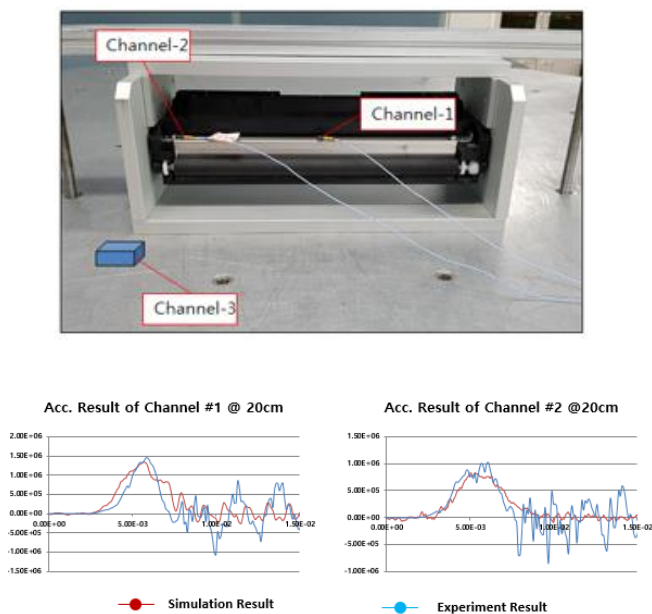 Channel-2
Channel-1
Channel-3
Acc. Result of Channel #1 @ 20cm
2.00E+06
1.50E+06
1.00E+06
5.00E+05
0.00E+00
-5.00E+05
-1.00E+06
-1.50E+06
0.00E+00 5.00E-03 1.00E-02 1.50E-02
Acc. Result of Channel #2 @20cm
1.50E+06
1.00E+06
5.00E+05
0.00E+00
-5.00E+05
-1.00E+06
0.00E+00 5.00E-03 1.00E-02 1.50E-02
Simulation Result
Experiment Result